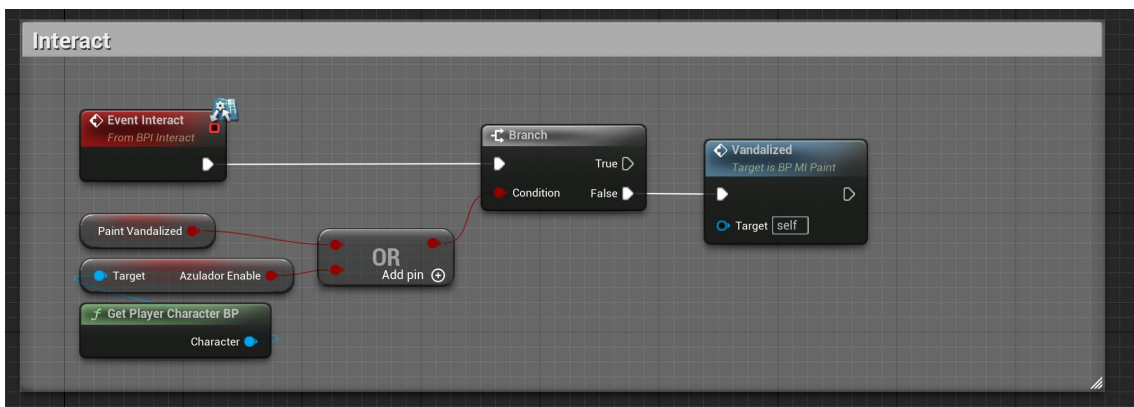 Interact
Event Interact
From BPI Interact
Branch
True
Condition
False
Vandalized
Target is BP MI Paint
Target
self
Paint Vandalized
OR
Add pin
Target
Azulador Enable
Get Player Character BP
Character